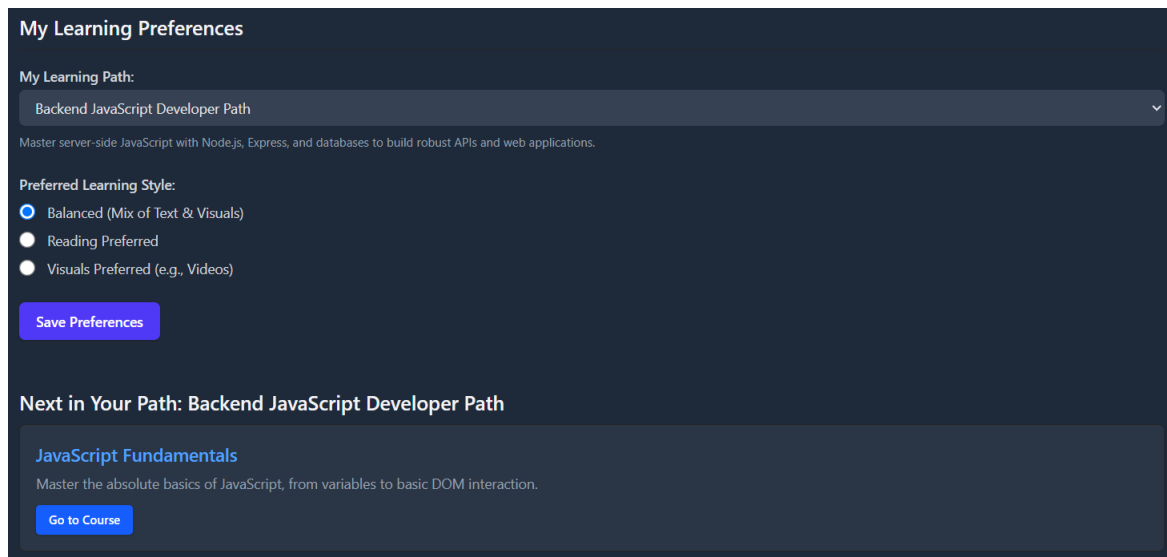 My Learning Preferences
My Learning Path:
Backend JavaScript Developer Path
Master server-side JavaScript with Node.js, Express, and databases to build robust APIs and web applications.
Preferred Learning Style:
Balanced (Mix of Text & Visuals)
Reading Preferred
Visuals Preferred (e.g., Videos)
Save Preferences
Next in Your Path: Backend JavaScript Developer Path
JavaScript Fundamentals
Master the absolute basics of JavaScript, from variables to basic DOM interaction.
Go to Course